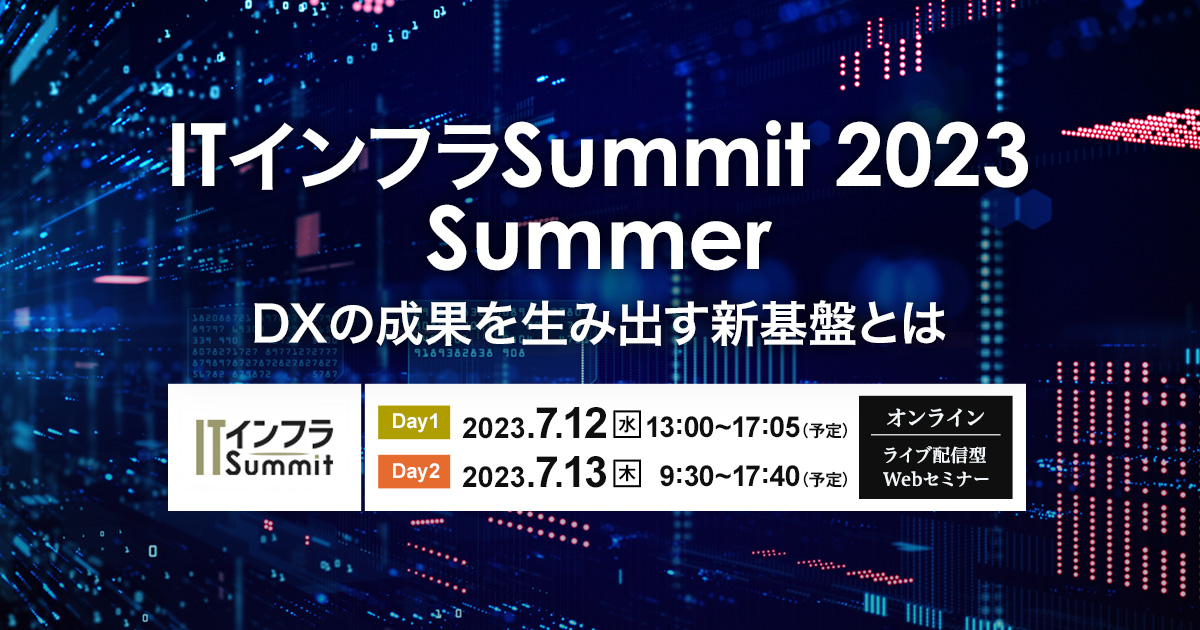 ITインフラSummit 2023
Summer
DXの成果を生み出す新基盤とは
9189382838 908
ITインフラ
Summit
Day1 2023.7.12 水 13:00~17:05(予定)
Day2 2023.7.13 木 9:30~17:40(予定)
オンライン
ライブ配信型
Webセミナー